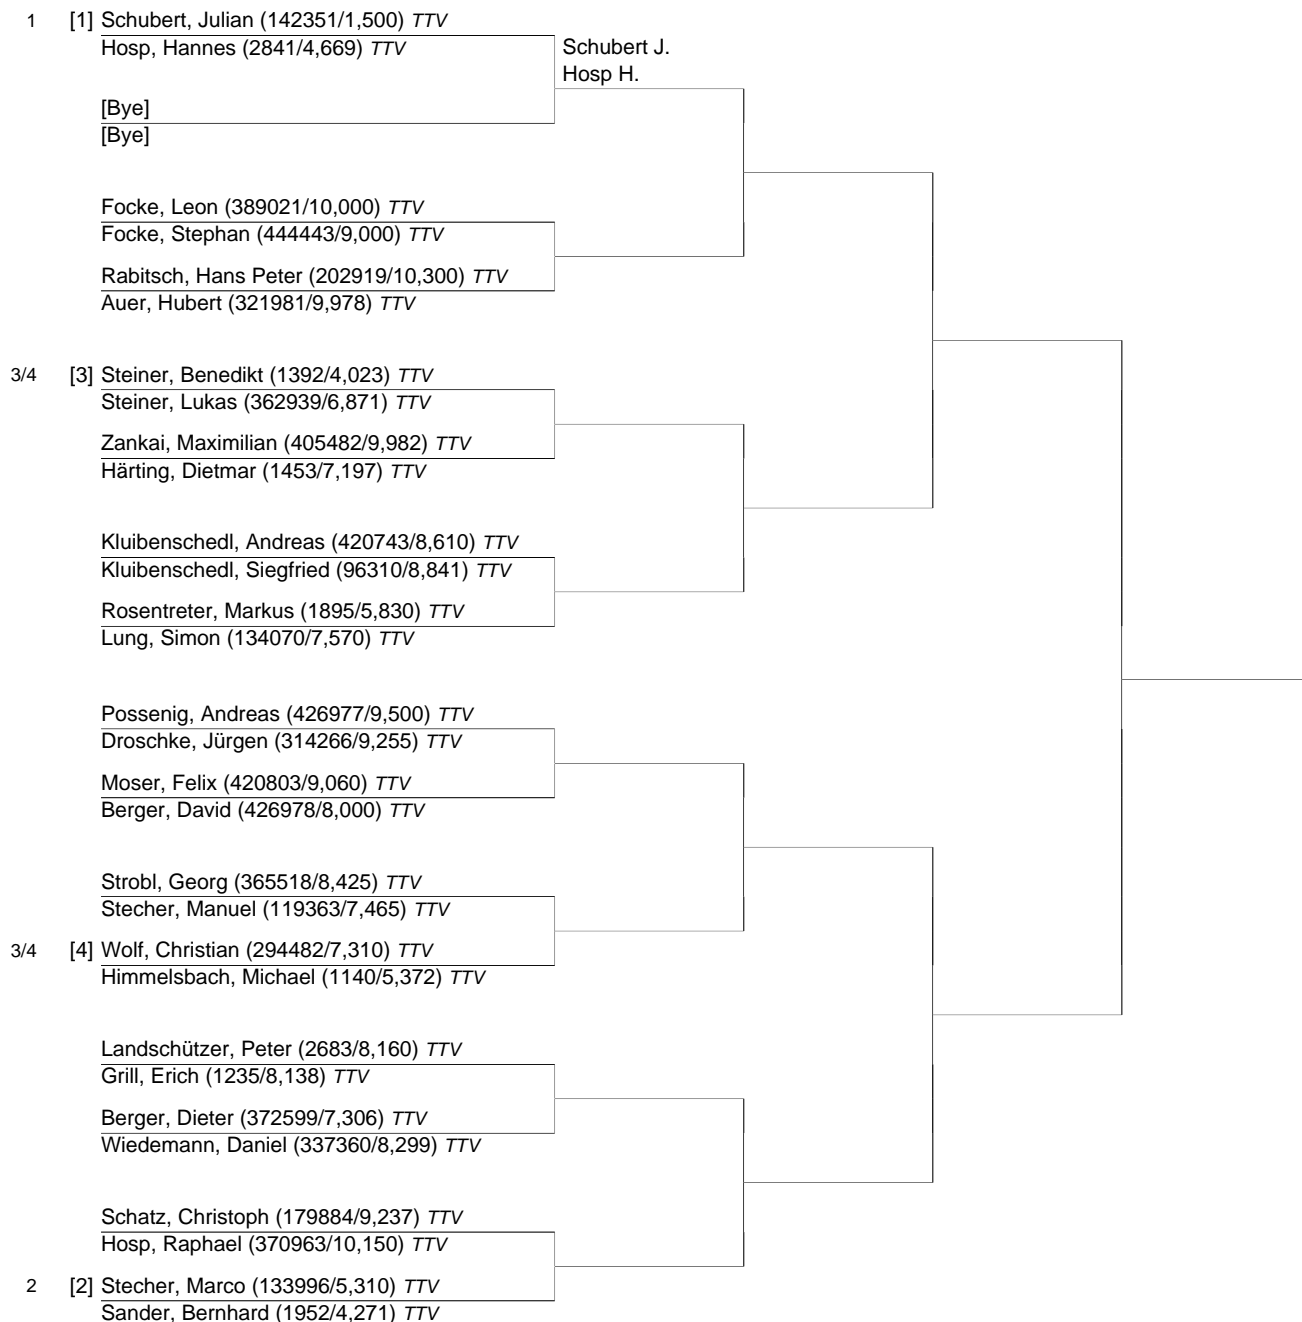 1 [1] Schubert, Julian (142351/1,500) TTV
Hosp, Hannes (2841/4,669) TTV
Schubert J.
Hosp H.
[Bye]
[Bye]
Focke, Leon (389021/10,000) TTV
Focke, Stephan (444443/9,000) TTV
Rabitsch, Hans Peter (202919/10,300) TTV
Auer, Hubert (321981/9,978) TTV
3/4 [3] Steiner, Benedikt (1392/4,023) TTV
Steiner, Lukas (362939/6,871) TTV
Zankai, Maximilian (405482/9,982) TTV
Härting, Dietmar (1453/7,197) TTV
Kluibenschedl, Andreas (420743/8,610) TTV
Kluibenschedl, Siegfried (96310/8,841) TTV
Rosentreter, Markus (1895/5,830) TTV
Lung, Simon (134070/7,570) TTV
Possenig, Andreas (426977/9,500) TTV
Droschke, Jürgen (314266/9,255) TTV
Moser, Felix (420803/9,060) TTV
Berger, David (426978/8,000) TTV
Strobl, Georg (365518/8,425) TTV
Stecher, Manuel (119363/7,465) TTV
3/4 [4] Wolf, Christian (294482/7,310) TTV
Himmelsbach, Michael (1140/5,372) TTV
Landschützer, Peter (2683/8,160) TTV
Grill, Erich (1235/8,138) TTV
Berger, Dieter (372599/7,306) TTV
Wiedemann, Daniel (337360/8,299) TTV
Schatz, Christoph (179884/9,237) TTV
Hosp, Raphael (370963/10,150) TTV
2 [2] Stecher, Marco (133996/5,310) TTV
Sander, Bernhard (1952/4,271) TTV